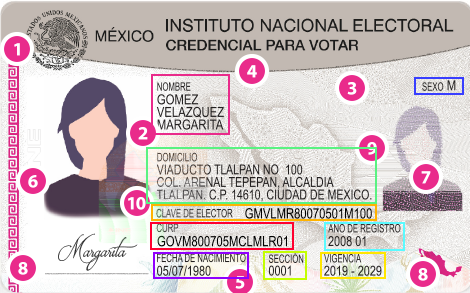 MÉXICO
INSTITUTO NACIONAL ELECTORAL
CREDENCIAL PARA VOTAR
1
4
3
SEXO M
NOMBRE
GOMEZ
VELAZQUEZ
MARGARITA
2
9
DOMICILIO
VIADUCTO TLALPAN NO 100
COL. ARENAL TEPEPAN, ALCALDIA
TLALPAN. C.P. 14610, CIUDAD DE MEXICO.
6
7
10
CLAVE DE ELECTOR GMVLMR80070501M100
CURP
GOVM800705MCLMLR01
AÑO DE REGISTRO
2008 01
Margarita
FECHA DE NACIMIENTO
05/07/1980
5
SECCIÓN
0001
VIGENCIA
2019 - 2029
8
8